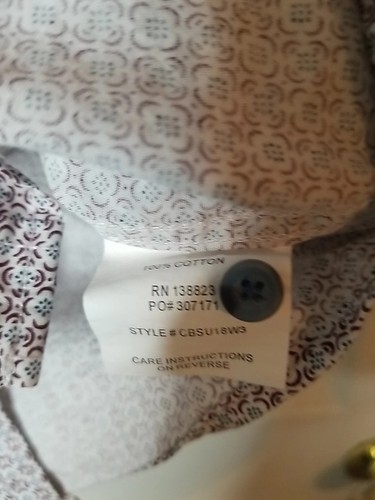 100% COTTON
RN 138823
PO# 307171
STYLE # CBSU18W3
CARE INSTRUCTIONS
ON REVERSE